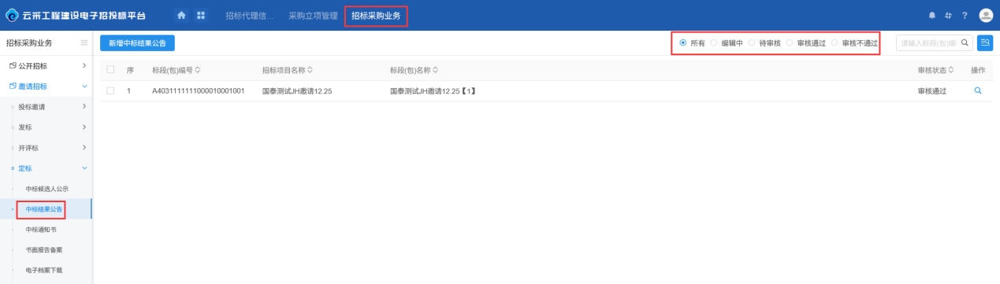 云采工程建设电子招投标平台 招标代理信... 采购立项管理 招标采购业务
招标采购业务 新增中标结果公告 所有 编辑中 待审核 审核通过 审核不通过 请输入标段(包)编号
公开招标 序 标段(包)编号 招标项目名称 标段(包)名称 审核状态 操作
邀请招标 1 A4031111111000010001001 国泰测试JH邀请12.25 国泰测试JH邀请12.25【1】 审核通过
投标邀请
发标
开评标
定标
中标候选人公示
中标结果公告
中标通知书
书面报告备案
电子档案下载